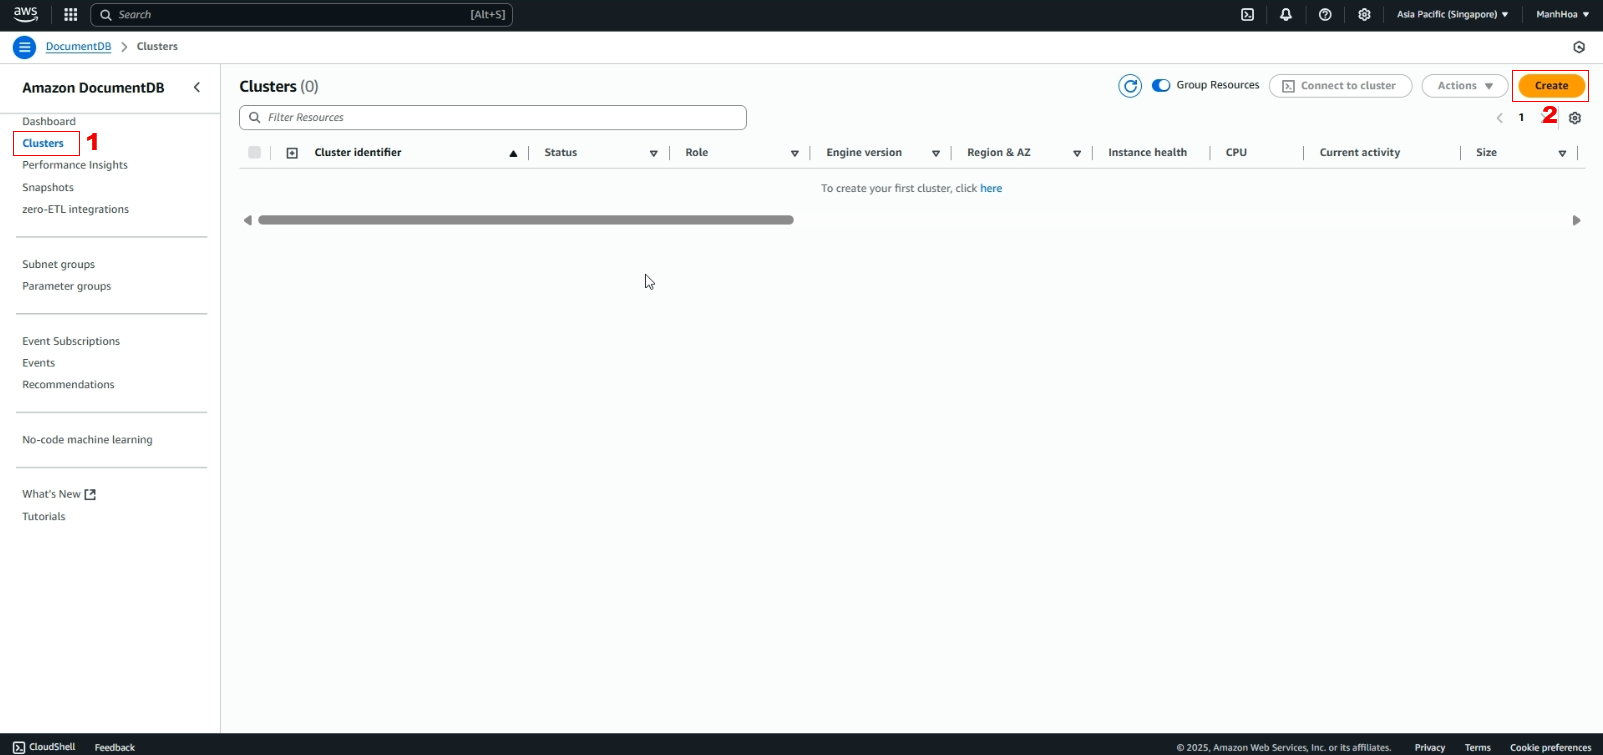 aws
Search [Alt+S]
Asia Pacific (Singapore)
ManhHoa
DocumentDB
Clusters
Amazon DocumentDB
Dashboard
Clusters
1
Performance Insights
Snapshots
zero-ETL integrations
Subnet groups
Parameter groups
Event Subscriptions
Events
Recommendations
No-code machine learning
What's New
Tutorials
Clusters (0)
Group Resources
Connect to cluster
Actions
Create
Filter Resources
1
2
Cluster identifier Status Role Engine version Region & AZ Instance health CPU Current activity Size
To create your first cluster, click here
CloudShell Feedback
© 2025, Amazon Web Services, Inc. or its affiliates. Privacy Terms Cookie preferences